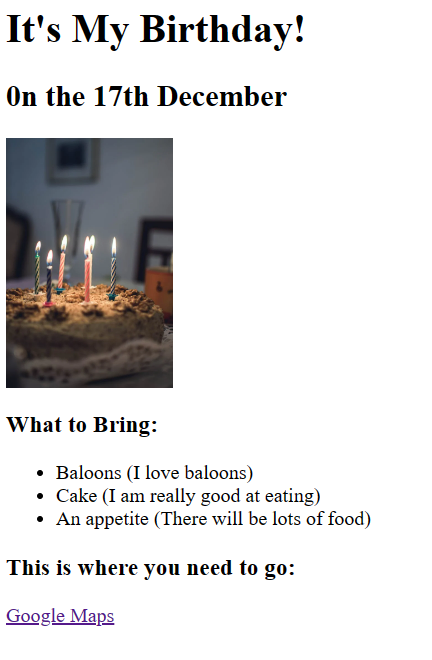 It's My Birthday!
0n the 17th December
What to Bring:
Baloons (I love baloons)
Cake (I am really good at eating)
An appetite (There will be lots of food)
This is where you need to go:
Google Maps